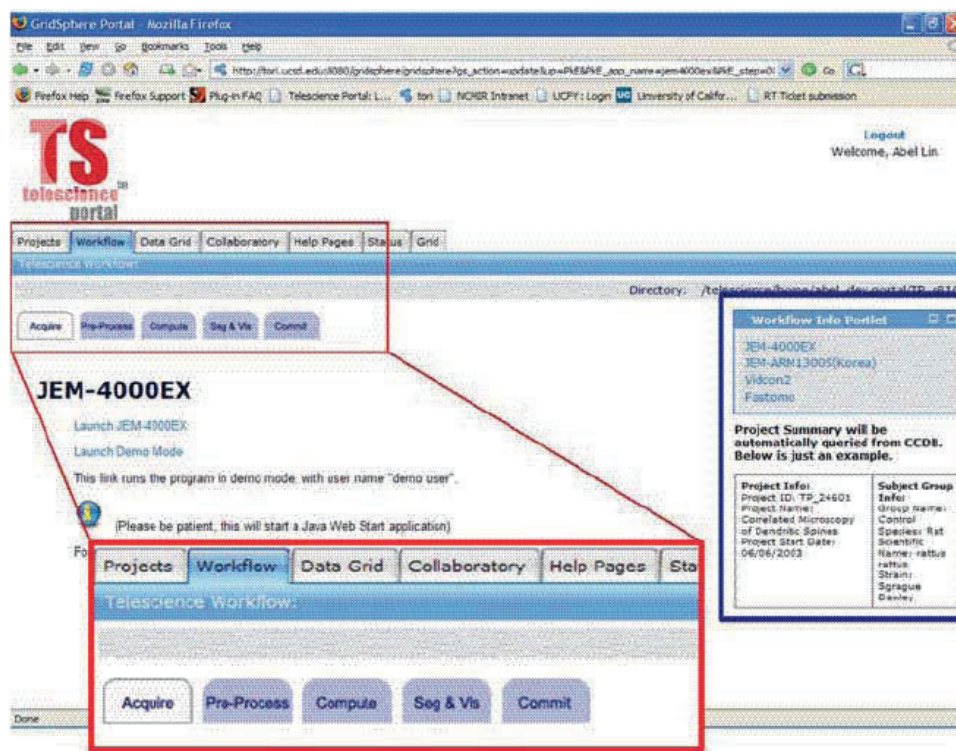 GridSphere Portal - Mozilla Firefox
File Edit View Go Bookmarks Tools Help
Go
Firefox Help Firefox Support Plug-in FAQ Telescience Portal: L... tori NCMIR Intranet UCPY: Login University of Califor... RT Ticket submission
TS
telescience
portal
Logout
Welcome, Abel Lin
Projects Workflow Data Grid Collaboratory Help Pages Status Grid
Telescience Workflow:
Directory:
Acquire Pre-Process Compute Seg & Vis Commit
Workflow Info Portlet
JEM-4000EX
JEM-ARM1300S(Korea)
Vidcon2
Fastomo
JEM-4000EX
Launch JEM-4000EX
Launch Demo Mode
This link runs the program in demo mode, with user name "demo user".
(Please be patient, this will start a Java Web Start application)
Fo
Project Summary will be
automatically queried from CCDB.
Below is just an example.
Project Info:
Project ID: TP_24601
Project Name:
Correlated Microscopy
of Dendritic Spines
Project Start Date:
06/06/2003
Subject Group
Info:
Group Name:
Control
Species: Rat
Scientific
Name: rattus
rattus
Strain:
Sprague
Dawley
Projects Workflow Data Grid Collaboratory Help Pages Sta
Telescience Workflow:
Acquire Pre-Process Compute Seg & Vis Commit
Done